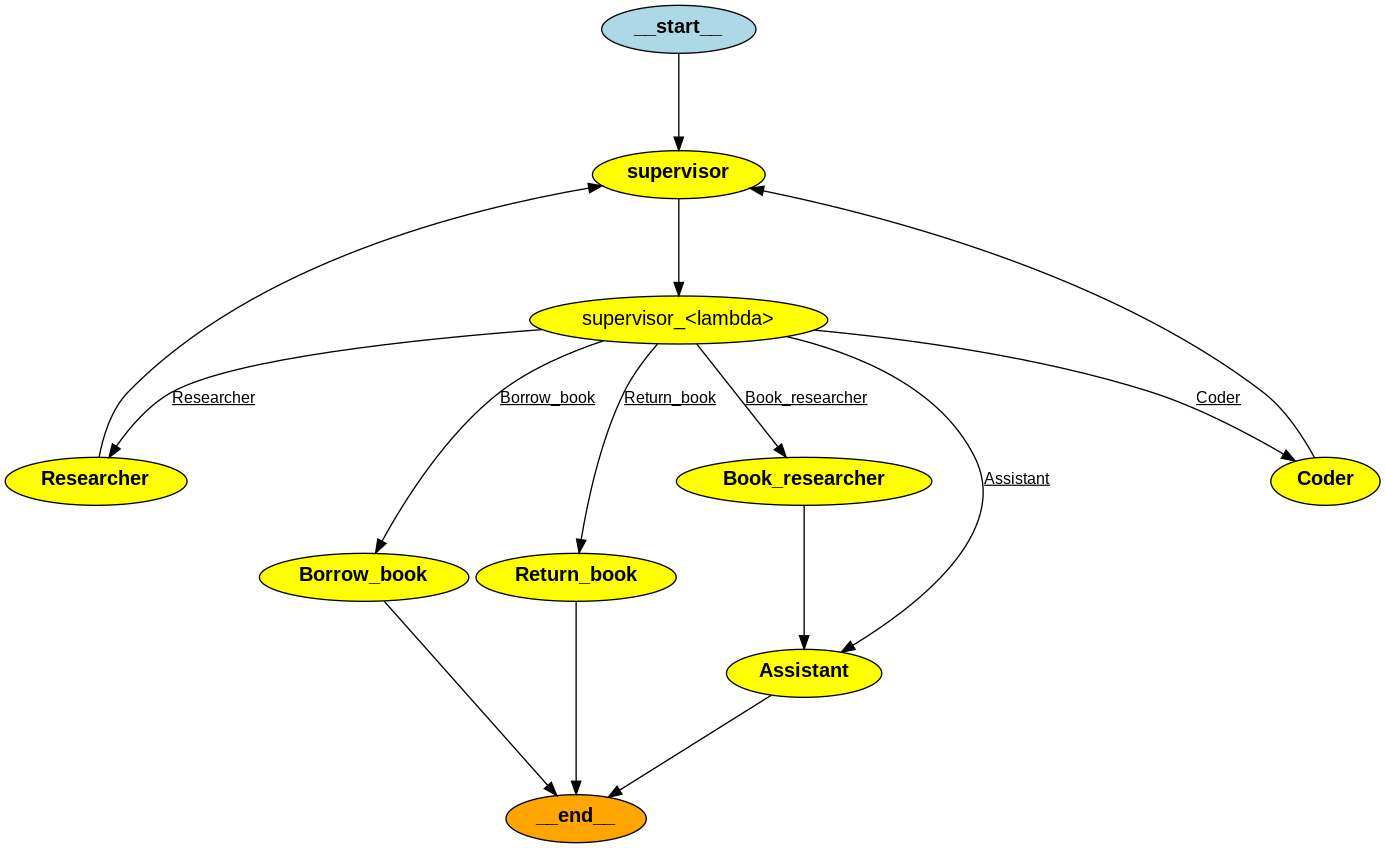 __start__
supervisor
supervisor_<lambda>
Researcher
Borrow_book
Return_book
Book_researcher
Coder
Researcher
Book_researcher
Assistant
Coder
Borrow_book
Return_book
Assistant
__end__